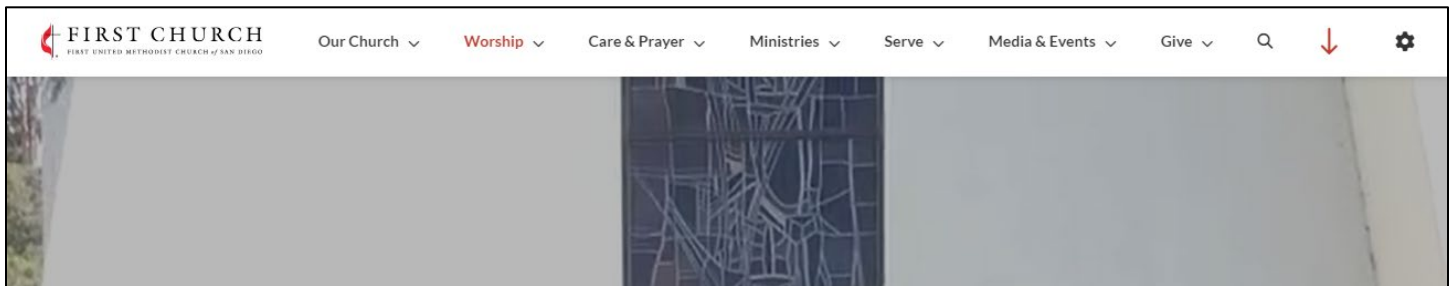 FIRST CHURCH
FIRST UNITED METHODIST CHURCH of SAN DIEGO
Our Church
Worship
Care & Prayer
Ministries
Serve
Media & Events
Give